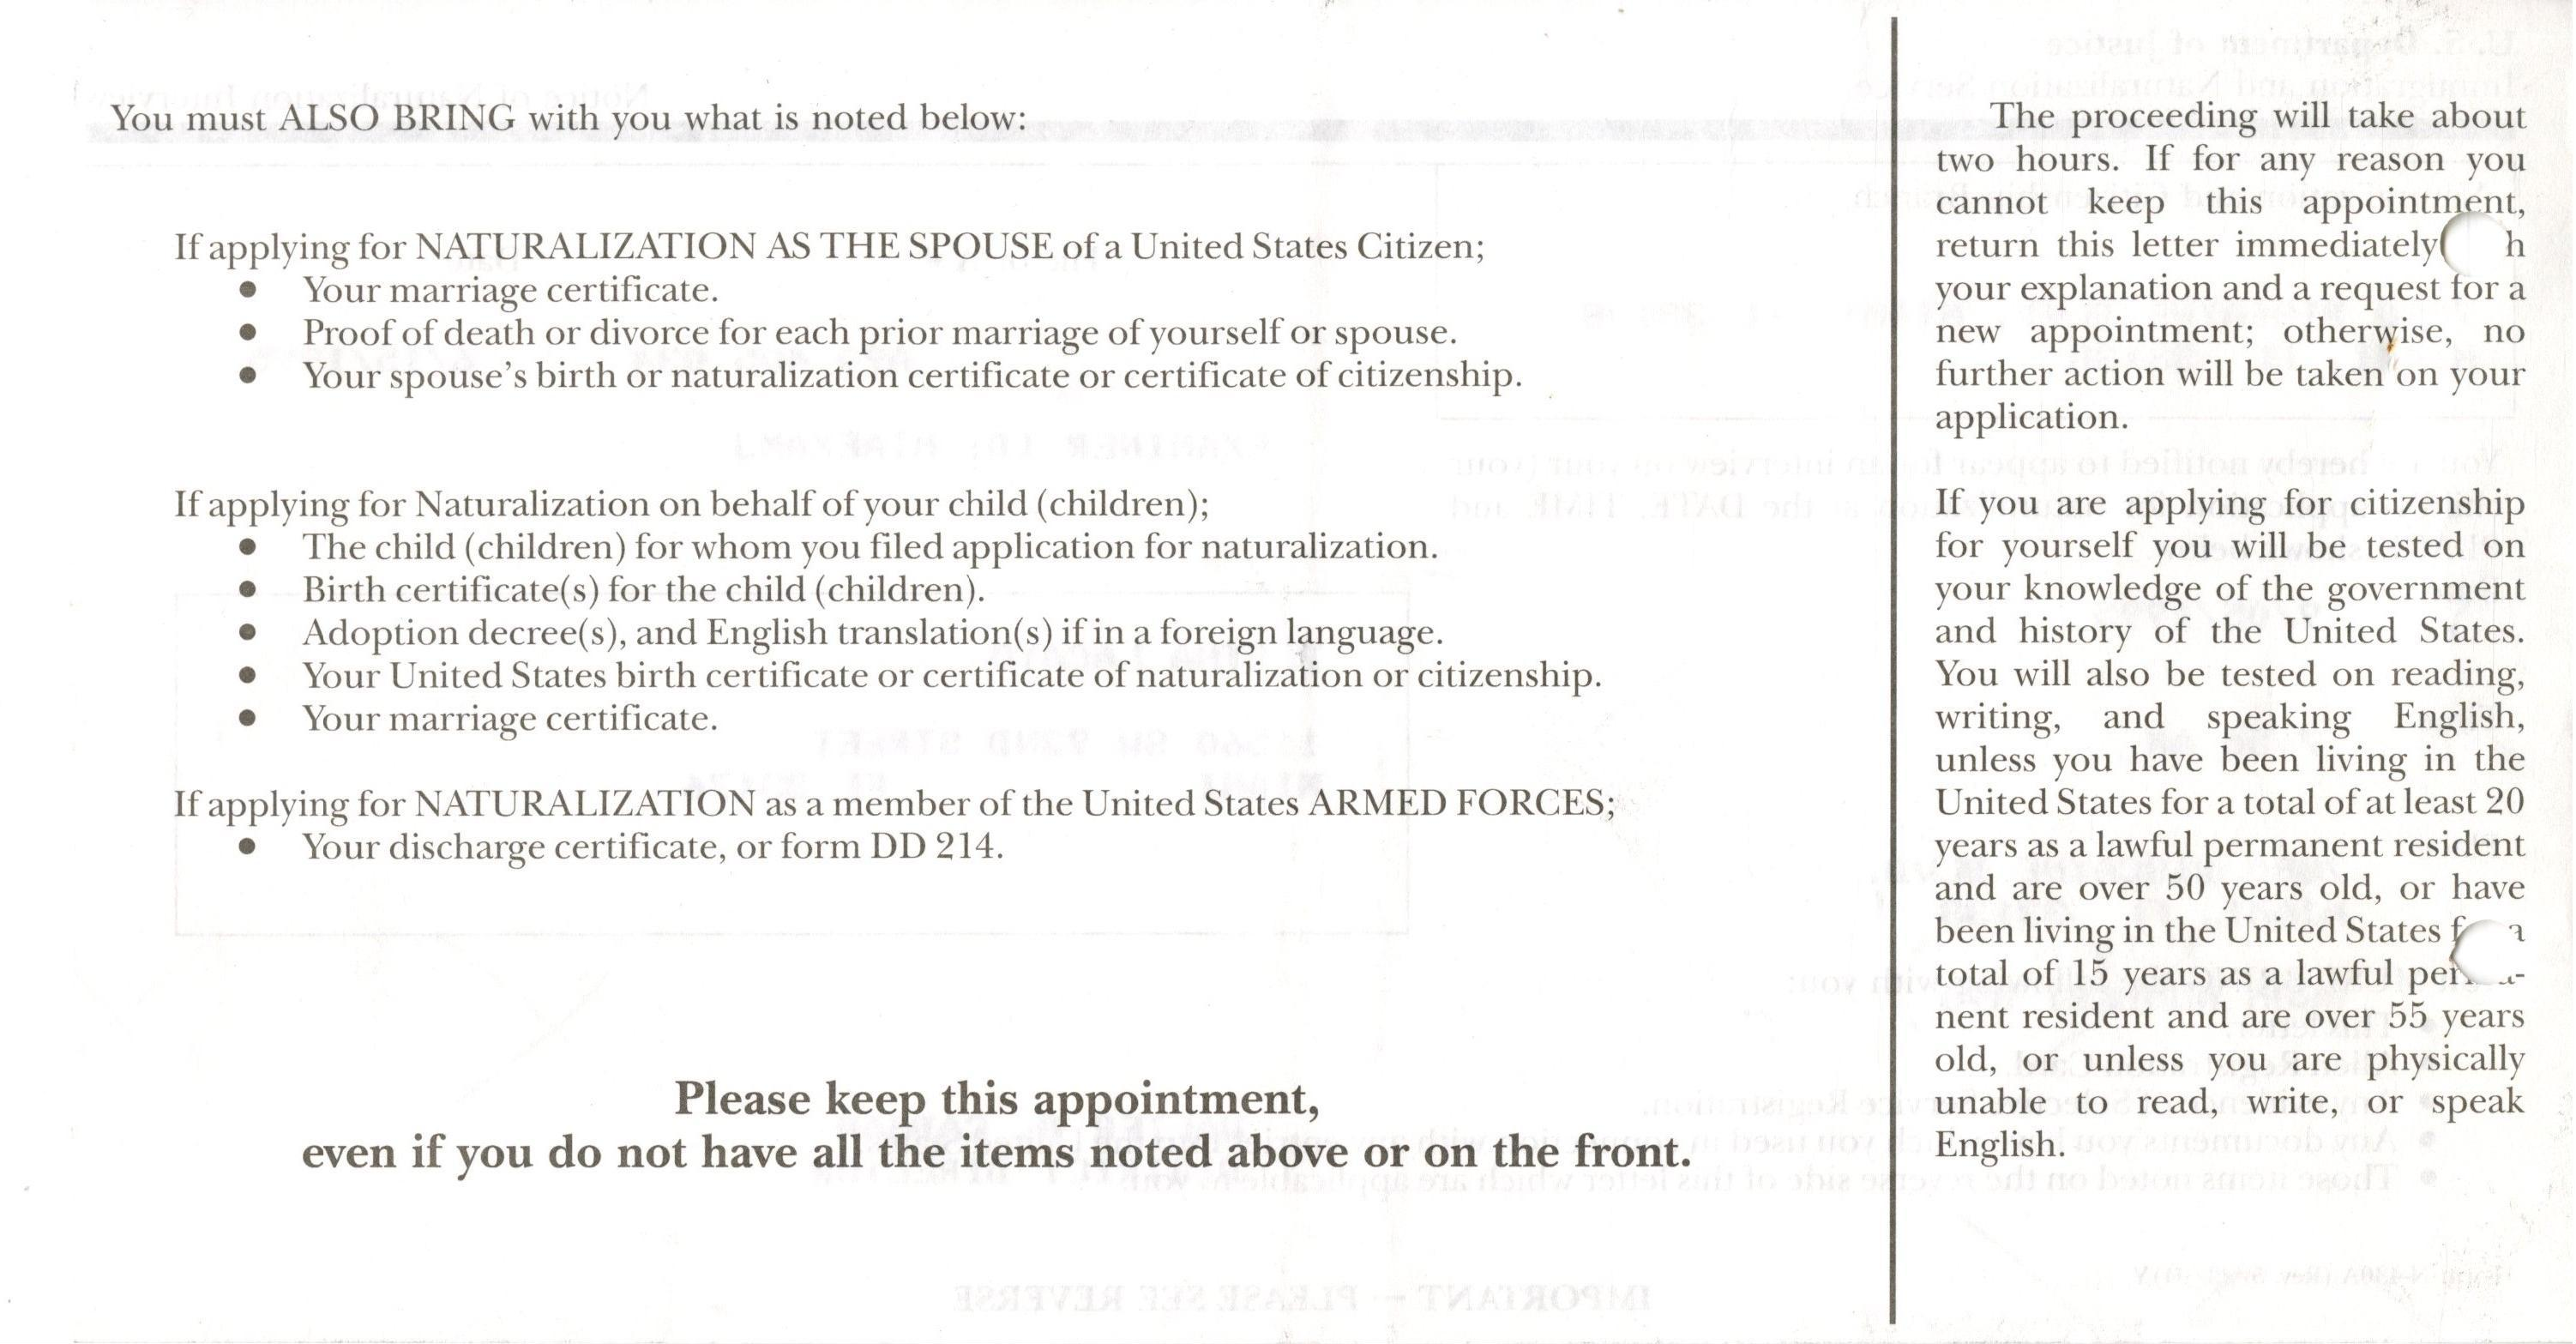 You must ALSO BRING with you what is noted below:
If applying for NATURALIZATION AS THE SPOUSE of a United States Citizen;
• Your marriage certificate.
• Proof of death or divorce for each prior marriage of yourself or spouse.
• Your spouse's birth or naturalization certificate or certificate of citizenship.
If applying for Naturalization on behalf of your child (children);
• The child (children) for whom you filed application for naturalization.
• Birth certificate(s) for the child (children).
• Adoption decree(s), and English translation(s) if in a foreign language.
• Your United States birth certificate or certificate of naturalization or citizenship.
• Your marriage certificate.
If applying for NATURALIZATION as a member of the United States ARMED FORCES;
• Your discharge certificate, or form DD 214.
Please keep this appointment,
even if you do not have all the items noted above or on the front.
The proceeding will take about
two hours. If for any reason you
cannot keep this appointment,
return this letter immediately
your explanation and a request for a
new appointment; otherwise, no
further action will be taken on your
application.
If you are applying for citizenship
for yourself you will be tested on
your knowledge of the government
and history of the United States.
You will also be tested on reading,
writing, and speaking English,
unless you have been living in the
United States for a total of at least 20
years as a lawful permanent resident
and are over 50 years old, or have
been living in the United States
total of 15 years as a lawful
nent resident and are over 55 years
old, or unless you are physically
unable to read, write, or speak
English.